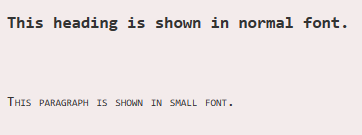 This heading is shown in normal font.
This paragraph is shown in small font.